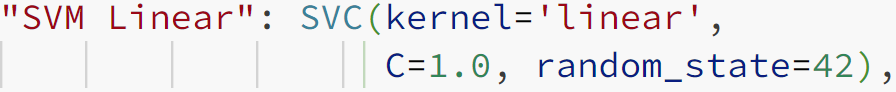 "SVM Linear": SVC(kernel='linear',
C=1.0, random_state=42),